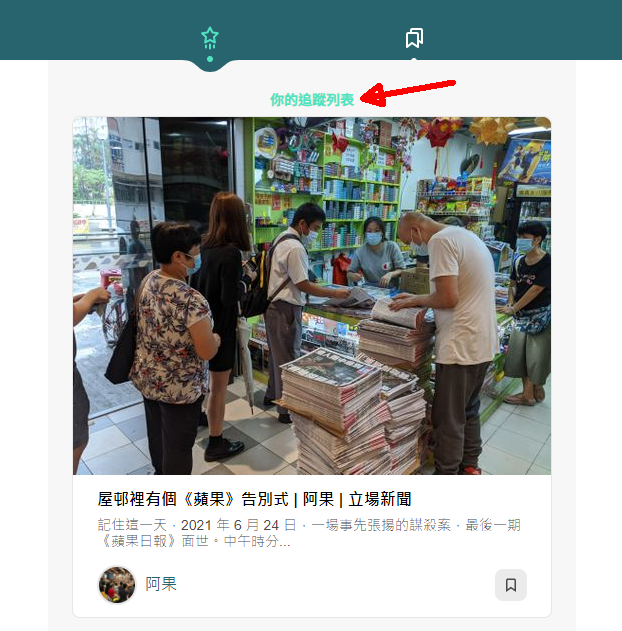 你的追蹤列表
屋邨裡有個《蘋果》告別式 | 阿果 | 立場新聞
記住這一天，2021 年 6 月 24 日，一場事先張揚的謀殺案，最後一期
《蘋果日報》面世。中午時分...
阿果